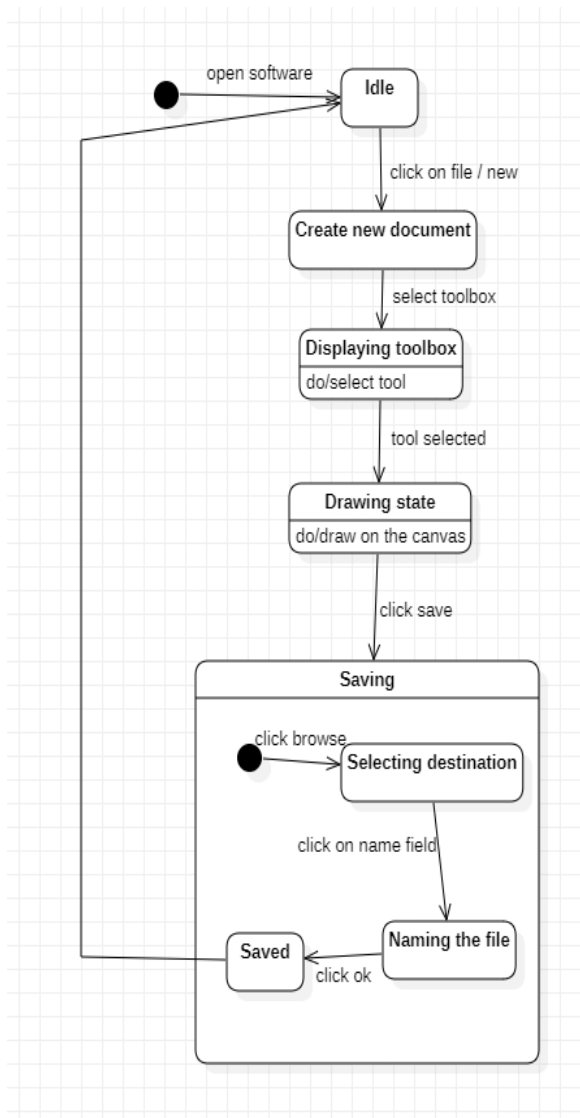 open software
Idle
click on file / new
Create new document
select toolbox
Displaying toolbox
do/select tool
tool selected
Drawing state
do/draw on the canvas
click save
Saving
click browse
Selecting destination
click on name field
Naming the file
Saved
click ok